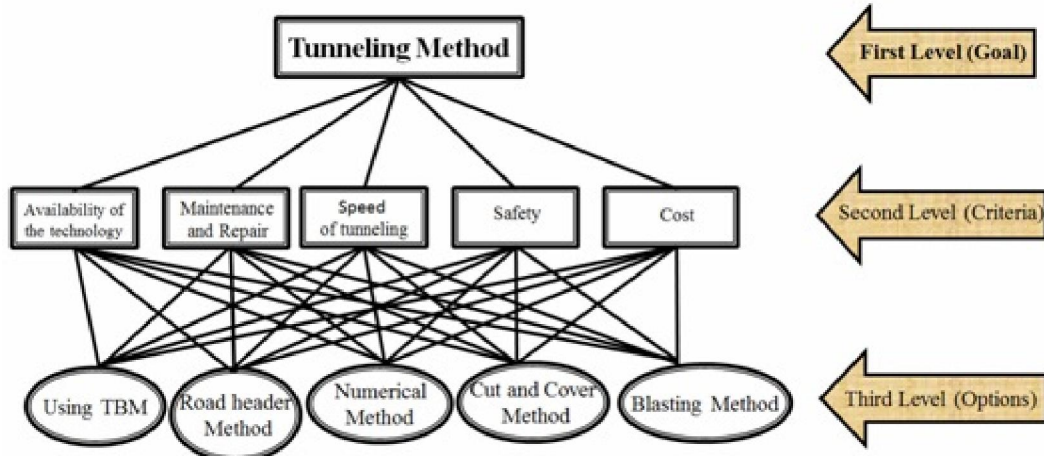 Tunneling Method
First Level (Goal)
Availability of
the technology
Maintenance
and Repair
Speed
of tunneling
Safety
Cost
Second Level (Criteria)
Using TBM
Road header
Method
Numerical
Method
Cut and Cover
Method
Blasting Method
Third Level (Options)